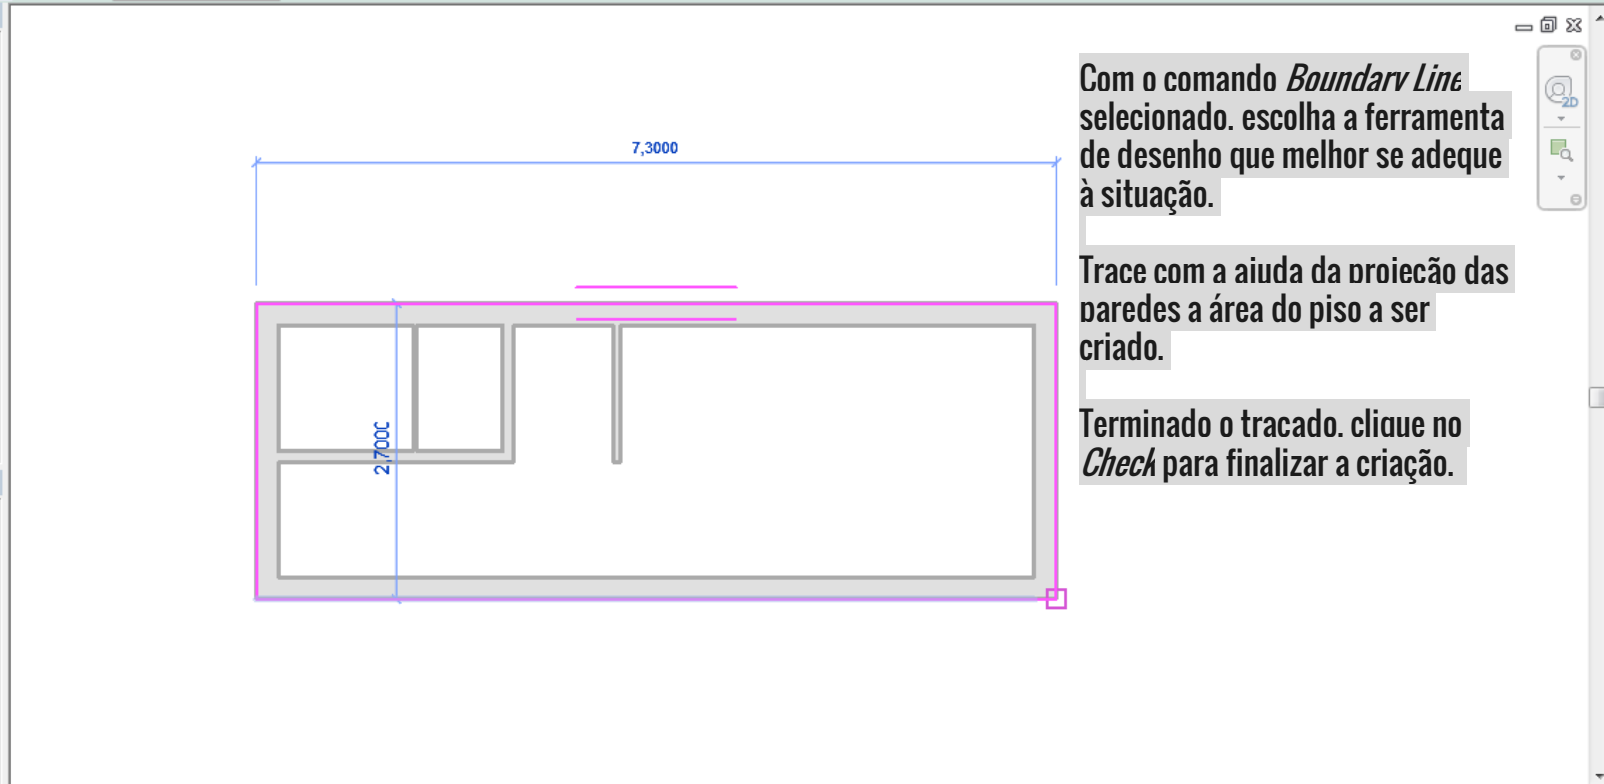 7,3000
2,7000
2D
Com o comando Boundary Line
selecionado, escolha a ferramenta
de desenho que melhor se adeque
à situação.
Trace com a ajuda da projeção das
paredes a área do piso a ser
criado.
Terminado o traçado, clique no
Check para finalizar a criação.